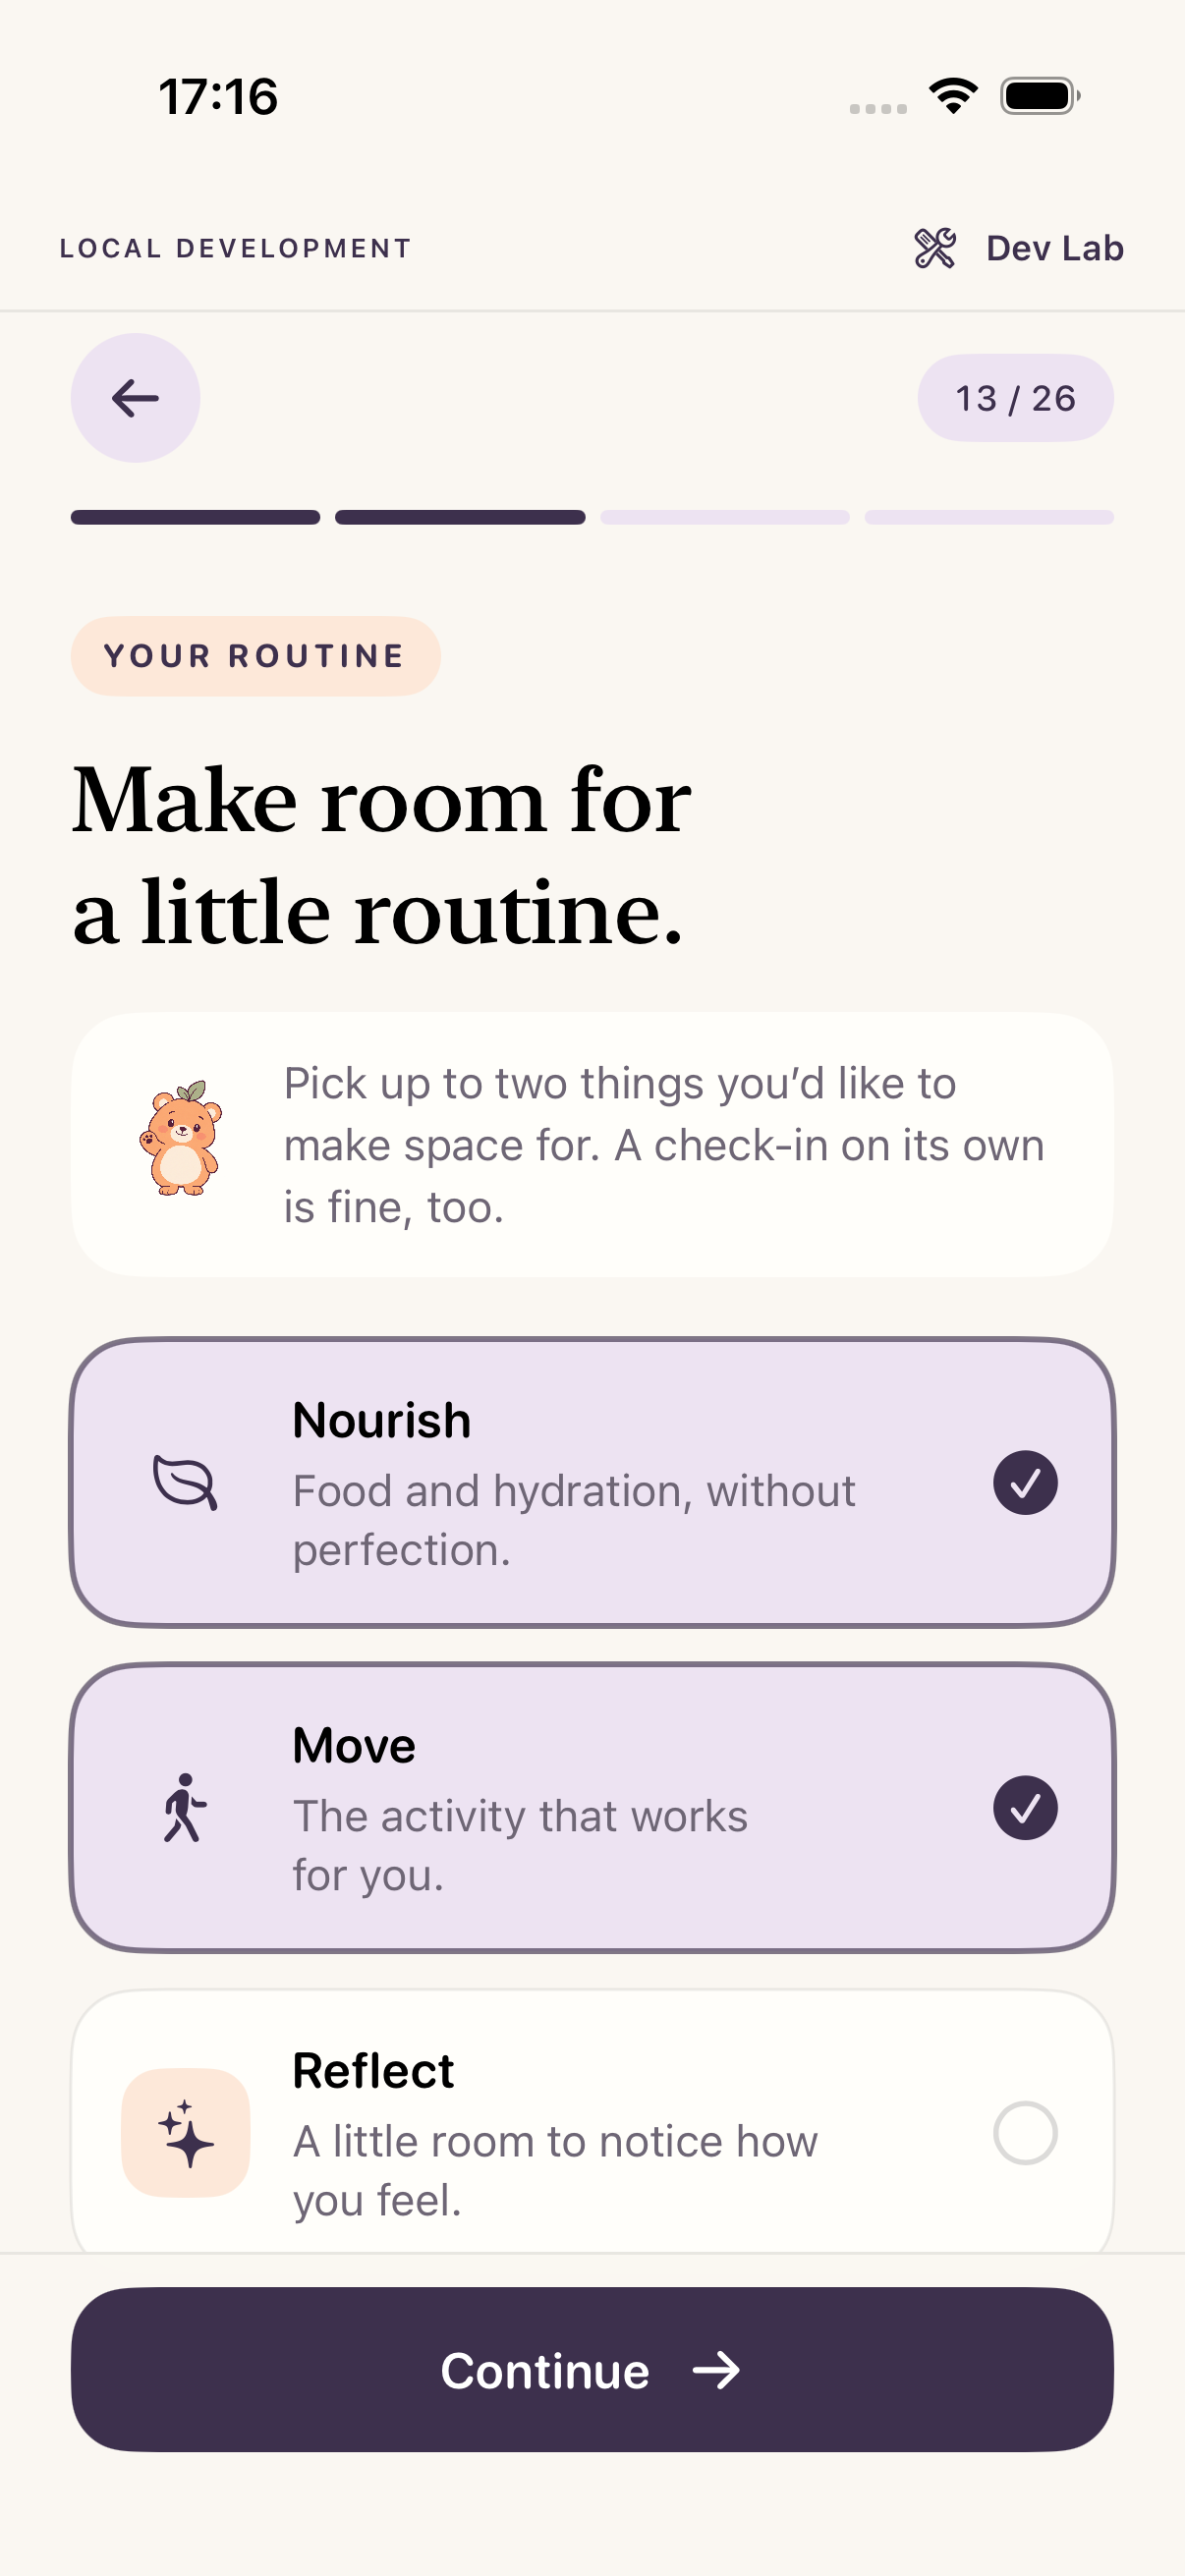 17:16
LOCAL DEVELOPMENT
Dev Lab
13 / 26
YOUR ROUTINE
Make room for
a little routine.
Pick up to two things you’d like to
make space for. A check-in on its own
is fine, too.
Nourish
Food and hydration, without
perfection.
Move
The activity that works
for you.
Reflect
A little room to notice how
you feel.
Continue